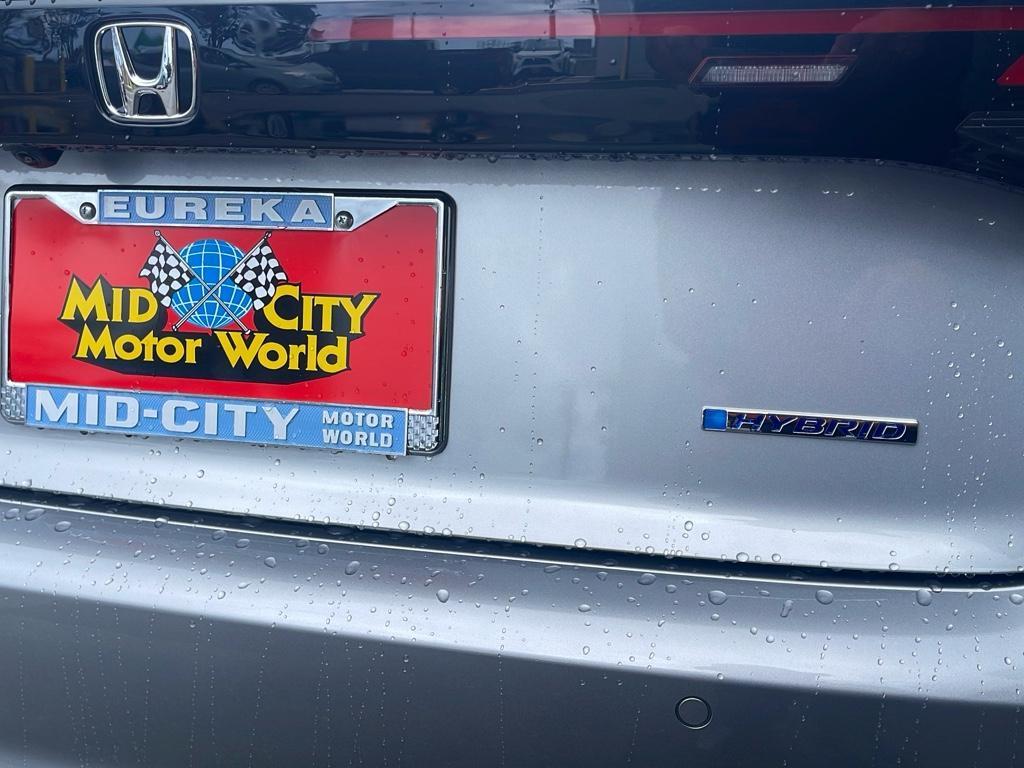 EUREKA
MID CITY
Motor World
MID-CITY MOTOR
WORLD
HYBRID